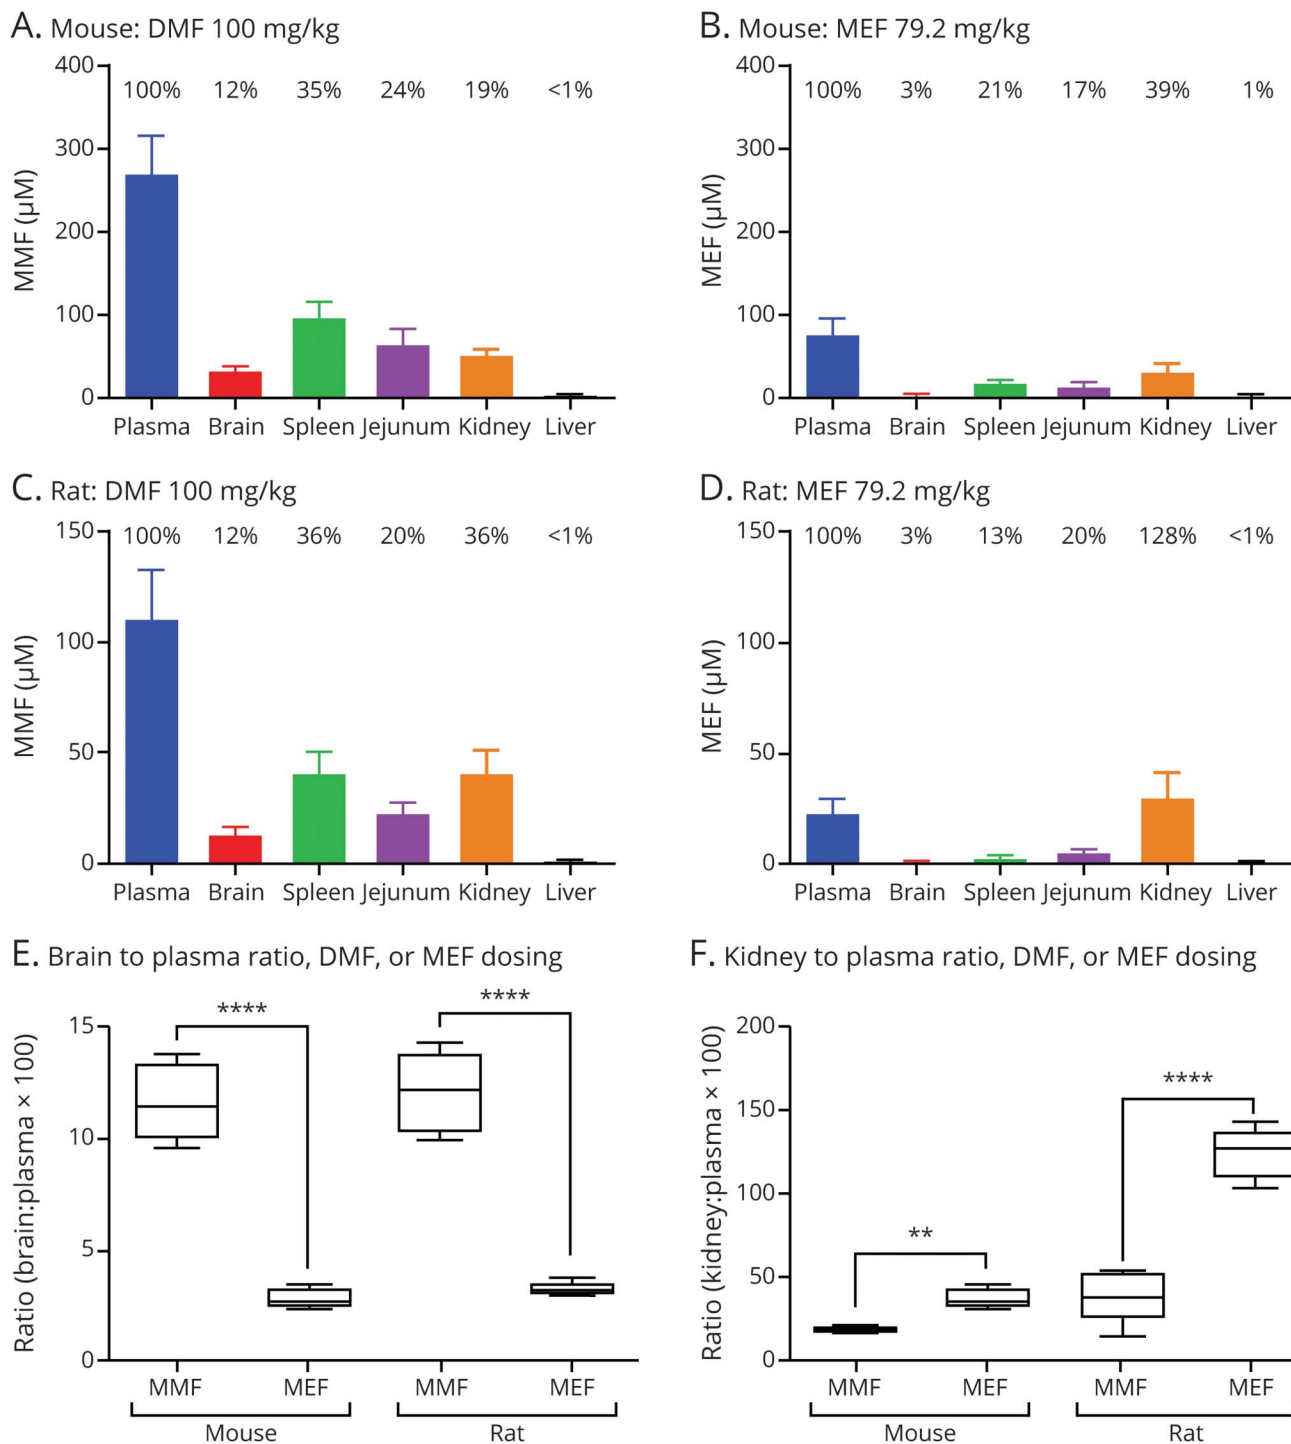 A. Mouse: DMF 100 mg/kg
400
300
200
100
0
MMF (µM)
100% 12% 35% 24% 19% <1%
Plasma Brain Spleen Jejunum Kidney Liver
B. Mouse: MEF 79.2 mg/kg
400
300
200
100
0
MEF (µM)
100% 3% 21% 17% 39% 1%
Plasma Brain Spleen Jejunum Kidney Liver
C. Rat: DMF 100 mg/kg
150
100
50
0
MMF (µM)
100% 12% 36% 20% 36% <1%
Plasma Brain Spleen Jejunum Kidney Liver
D. Rat: MEF 79.2 mg/kg
150
100
50
0
MEF (µM)
100% 3% 13% 20% 128% <1%
Plasma Brain Spleen Jejunum Kidney Liver
E. Brain to plasma ratio, DMF, or MEF dosing
15
10
5
0
Ratio (brain:plasma × 100)
**** ****
MMF MEF MMF MEF
Mouse Rat
F. Kidney to plasma ratio, DMF, or MEF dosing
200
150
100
50
0
Ratio (kidney:plasma × 100)
** ****
MMF MEF MMF MEF
Mouse Rat